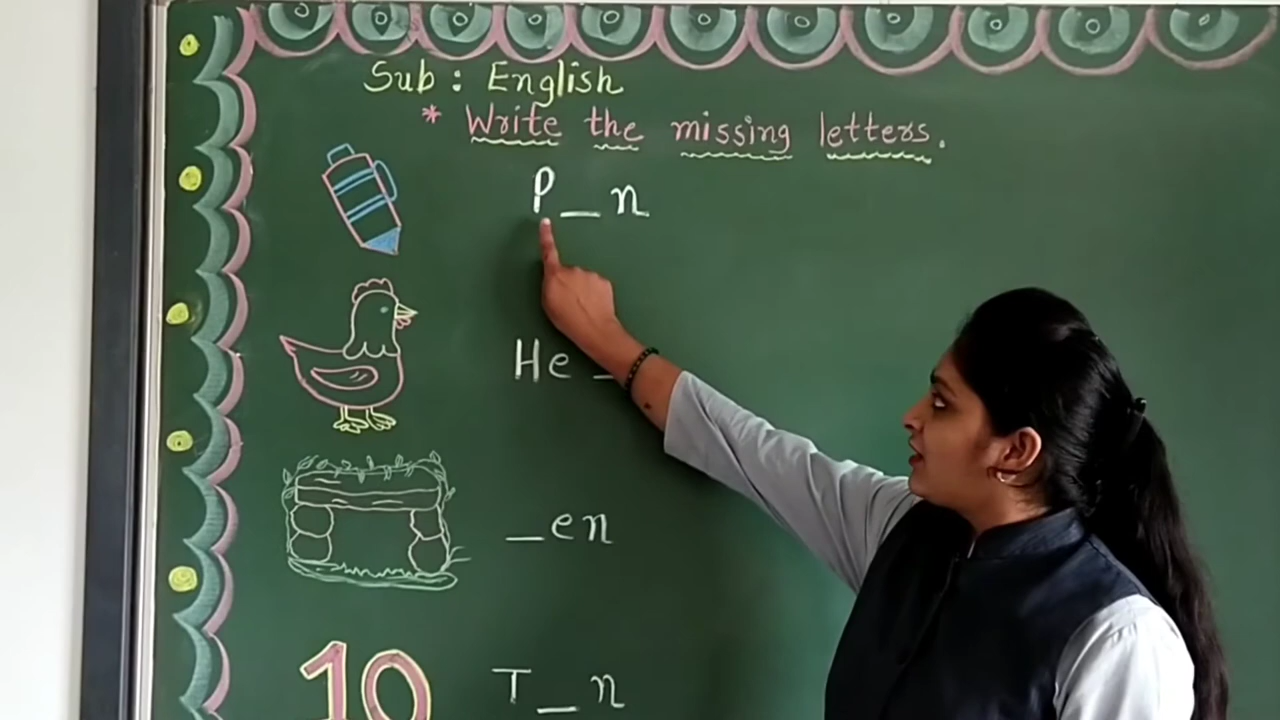 Sub : English
* Write the missing letters.
P_n
He_
_en
10 T_n